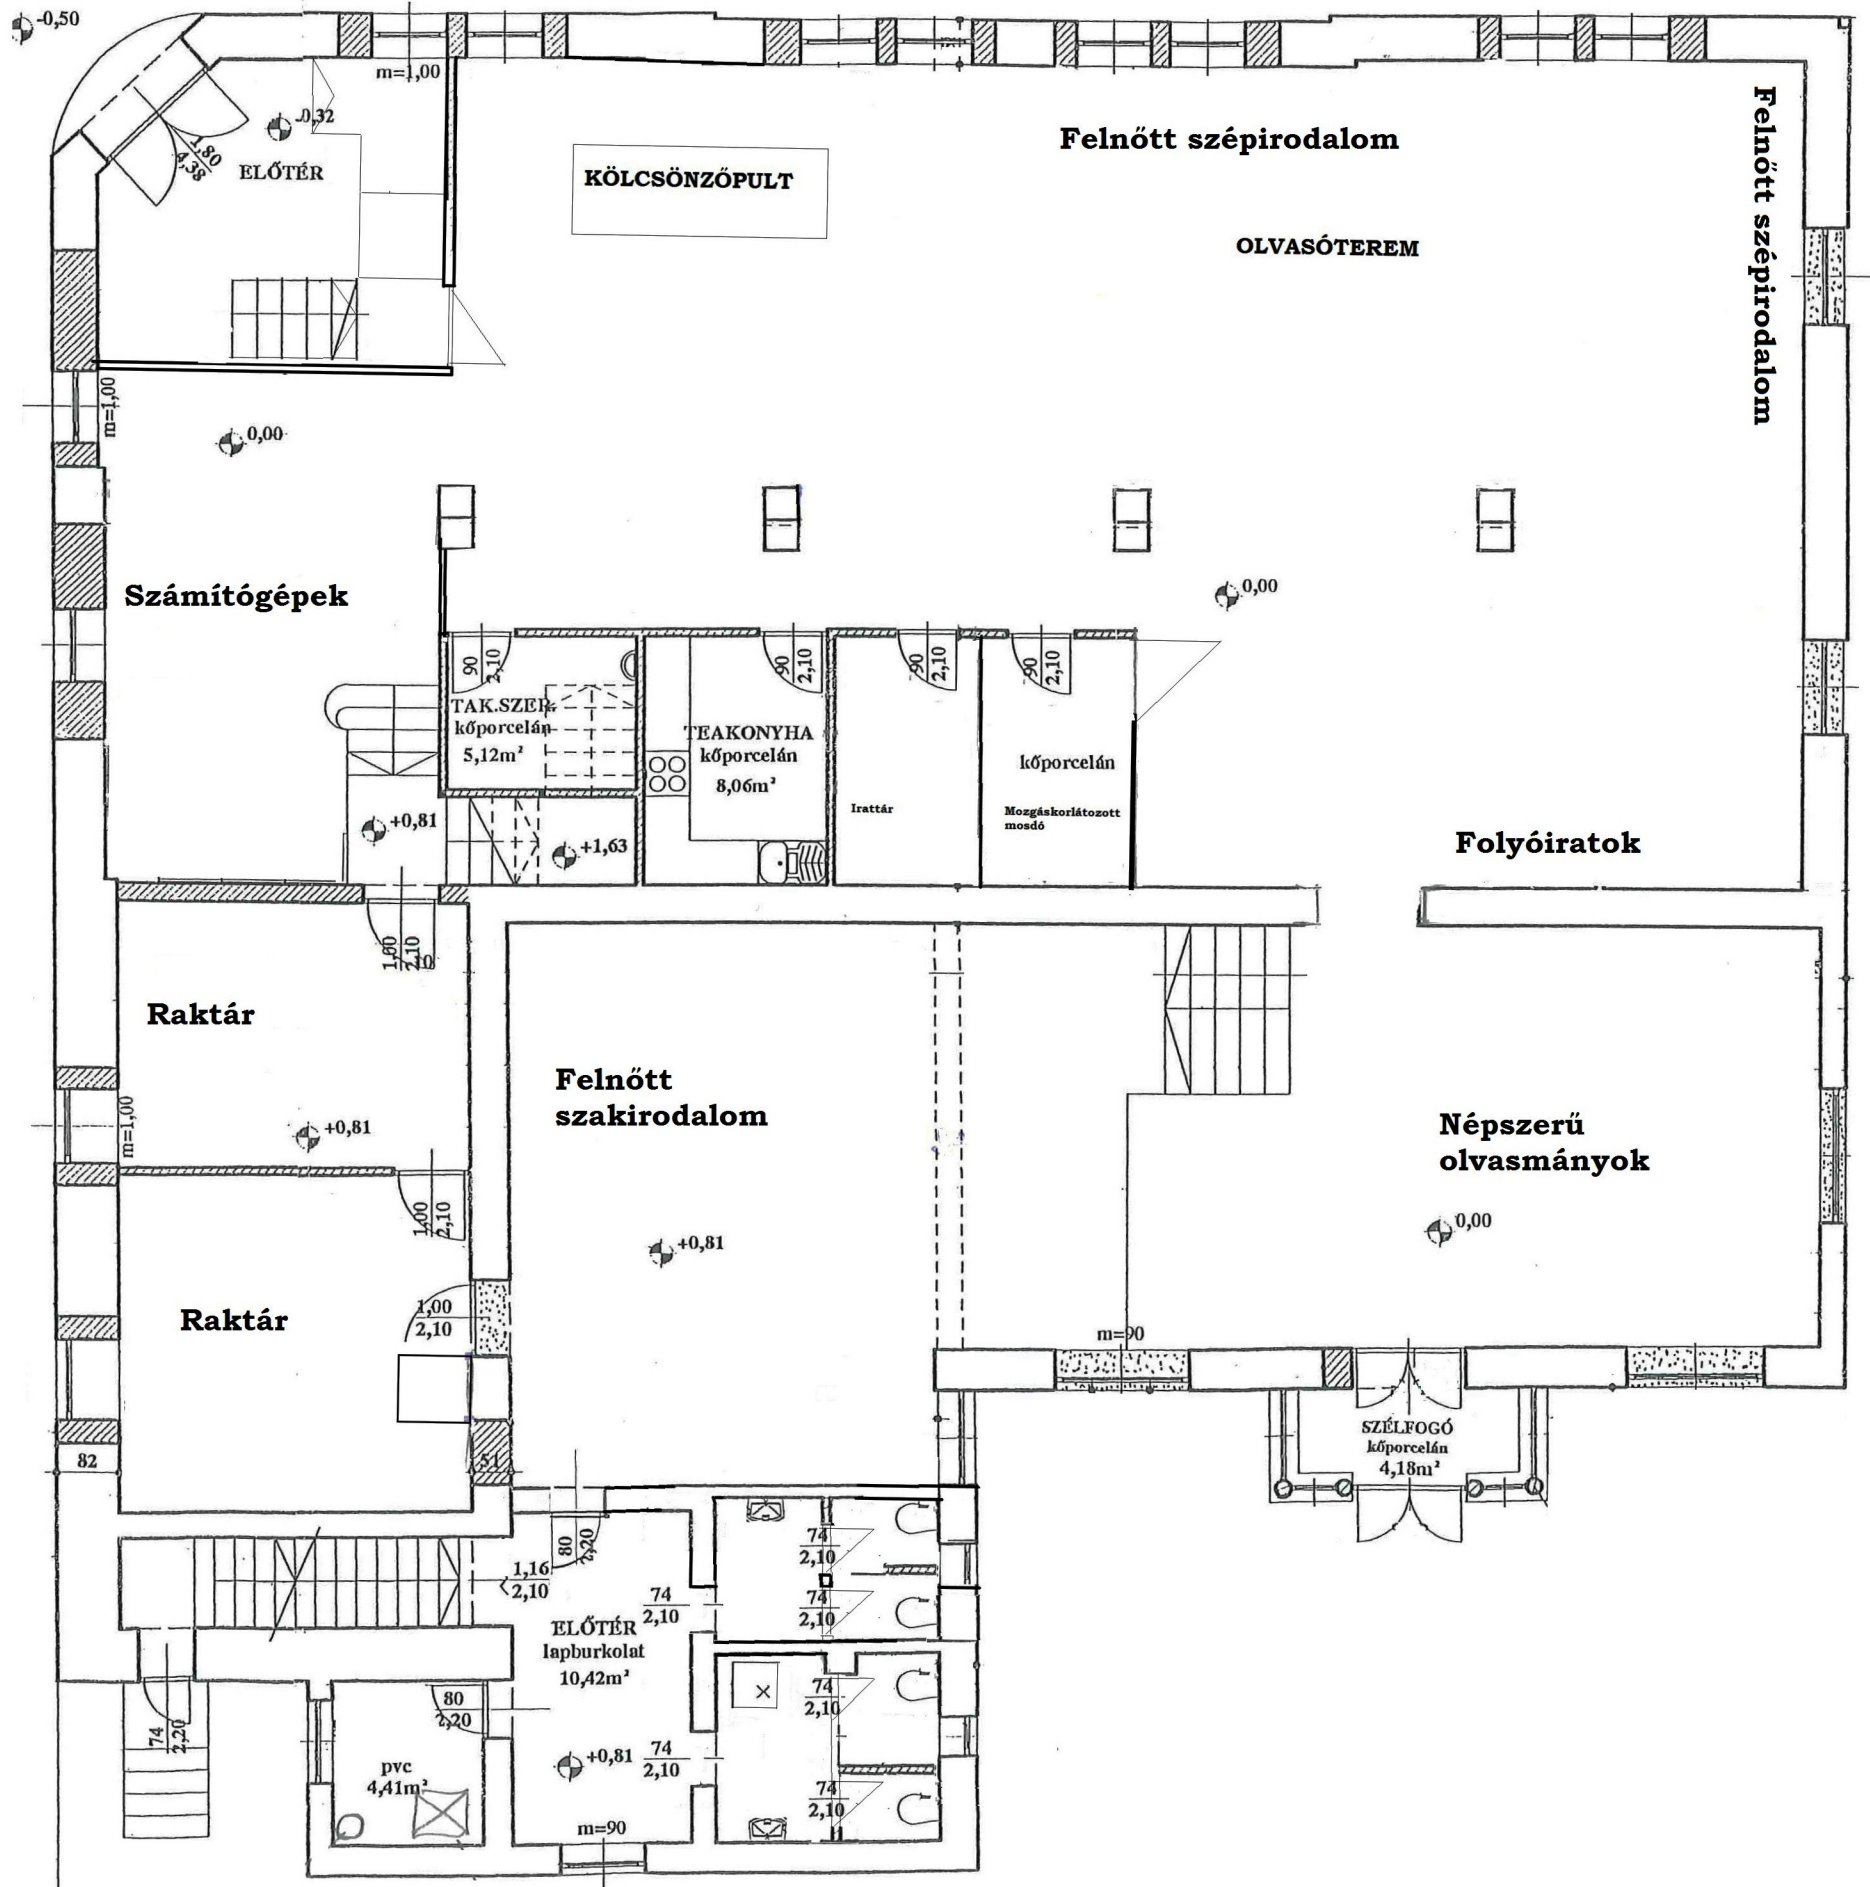 -0,50
m=1,00
-0,32
1,80
4,38
ELŐTÉR
KÖLCSÖNZŐPULT
Felnőtt szépirodalom
Felnőtt szépirodalom
OLVASÓTEREM
m=1,00
0,00
Számítógépek
0,00
90
2,10
90
2,10
90
2,10
90
2,10
TAK.SZER.
kőporcelán
5,12m²
TEAKONYHA
kőporcelán
8,06m²
kőporcelán
Irattár
Mozgáskorlátozott
mosdó
+0,81
+1,63
Folyóiratok
1,00
2,10
Raktár
m=1,00
+0,81
Felnőtt
szakirodalom
Népszerű
olvasmányok
1,00
2,10
+0,81
0,00
Raktár
1,00
2,10
m=90
SZÉLFOGÓ
kőporcelán
4,18m²
82
51
80
2,20
1,16
2,10
74
2,10
74
2,10
74
2,10
ELŐTÉR
lapburkolat
10,42m²
74
2,10
80
2,20
74
2,20
+0,81
74
2,10
pvc
4,41m²
74
2,10
m=90